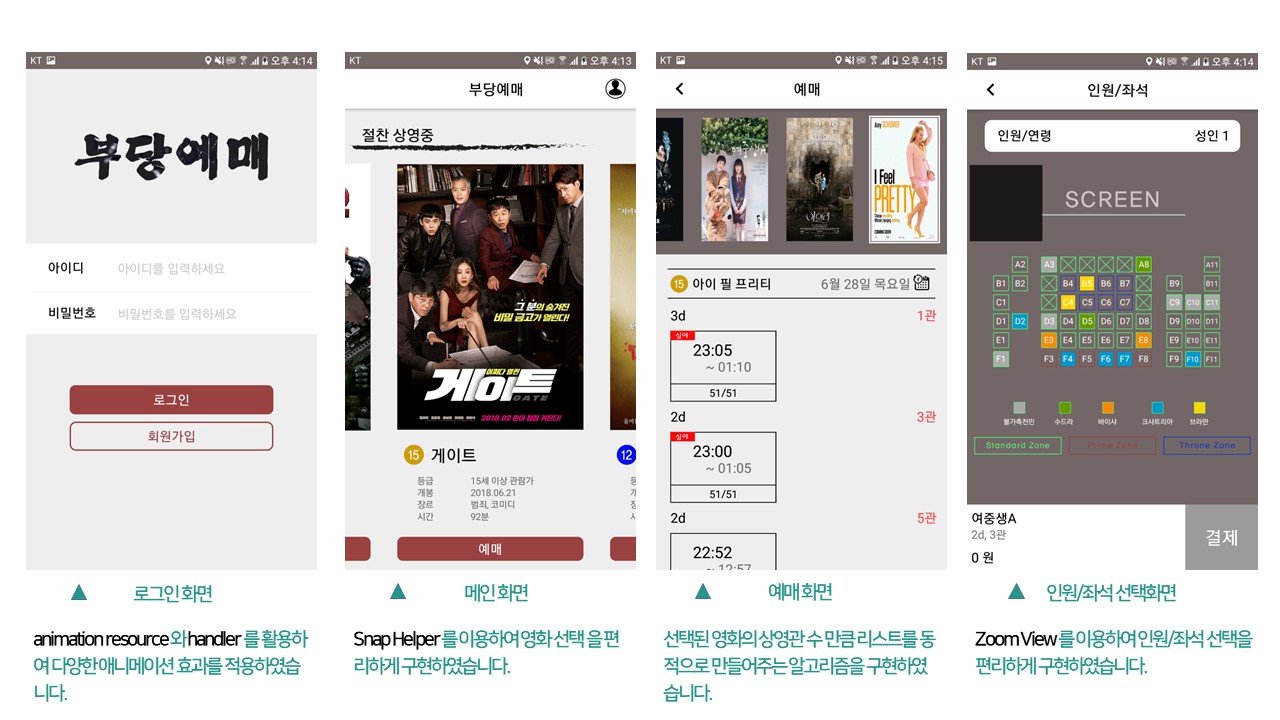 KT 오후 4:14
부당예매
아이디 아이디를 입력하세요
비밀번호 비밀번호를 입력하세요
로그인
회원가입
▲ 로그인 화면
animation resource 와 handler 를 활용하
여 다양한 애니메이션 효과를 적용하였습
니다.
KT 오후 4:13
부당예매
절찬 상영중
그 분의 숨겨진
비밀 금고가 열린다!
어쩌다 열린
게이트
GATE
2018.02 판이 점점 커진다!
15 게이트
12
등급 15세 이상 관람가
개봉 2018.06.21
장르 범죄, 코미디
시간 92분
예매
▲ 메인 화면
Snap Helper 를 이용하여 영화 선택 을 편
리하게 구현하였습니다.
KT 오후 4:15
예매
Amy SCHUMER
I Feel
PRETTY
COMING SOON
15 아이 필 프리티 6월 28일 목요일
3d 1관
심야
23:05
~ 01:10
51/51
2d 3관
심야
23:00
~ 01:05
51/51
2d 5관
22:52
~ 12:57
▲ 예매 화면
선택된 영화의 상영관 수 만큼 리스트를 동
적으로 만들어주는 알고리즘을 구현하였
습니다.
KT 오후 4:14
인원/좌석
인원/연령 성인 1
SCREEN
A2 A3 A8 A11
B1 B2 B4 B5 B6 B7 B9 B11
C1 C4 C5 C6 C7 C9 C10 C11
D1 D2 D3 D4 D5 D6 D7 D8 D9 D10 D11
E1 E3 E4 E5 E6 E7 E8 E9 E10 E11
F1 F3 F4 F5 F6 F7 F8 F9 F10 F11
불가촉천민 수드라 바이샤 크샤트리아 브라만
Standard Zone Prime Zone Throne Zone
여중생A
2d, 3관
0 원
결제
▲ 인원/좌석 선택화면
Zoom View 를 이용하여 인원/좌석 선택을
편리하게 구현하였습니다.